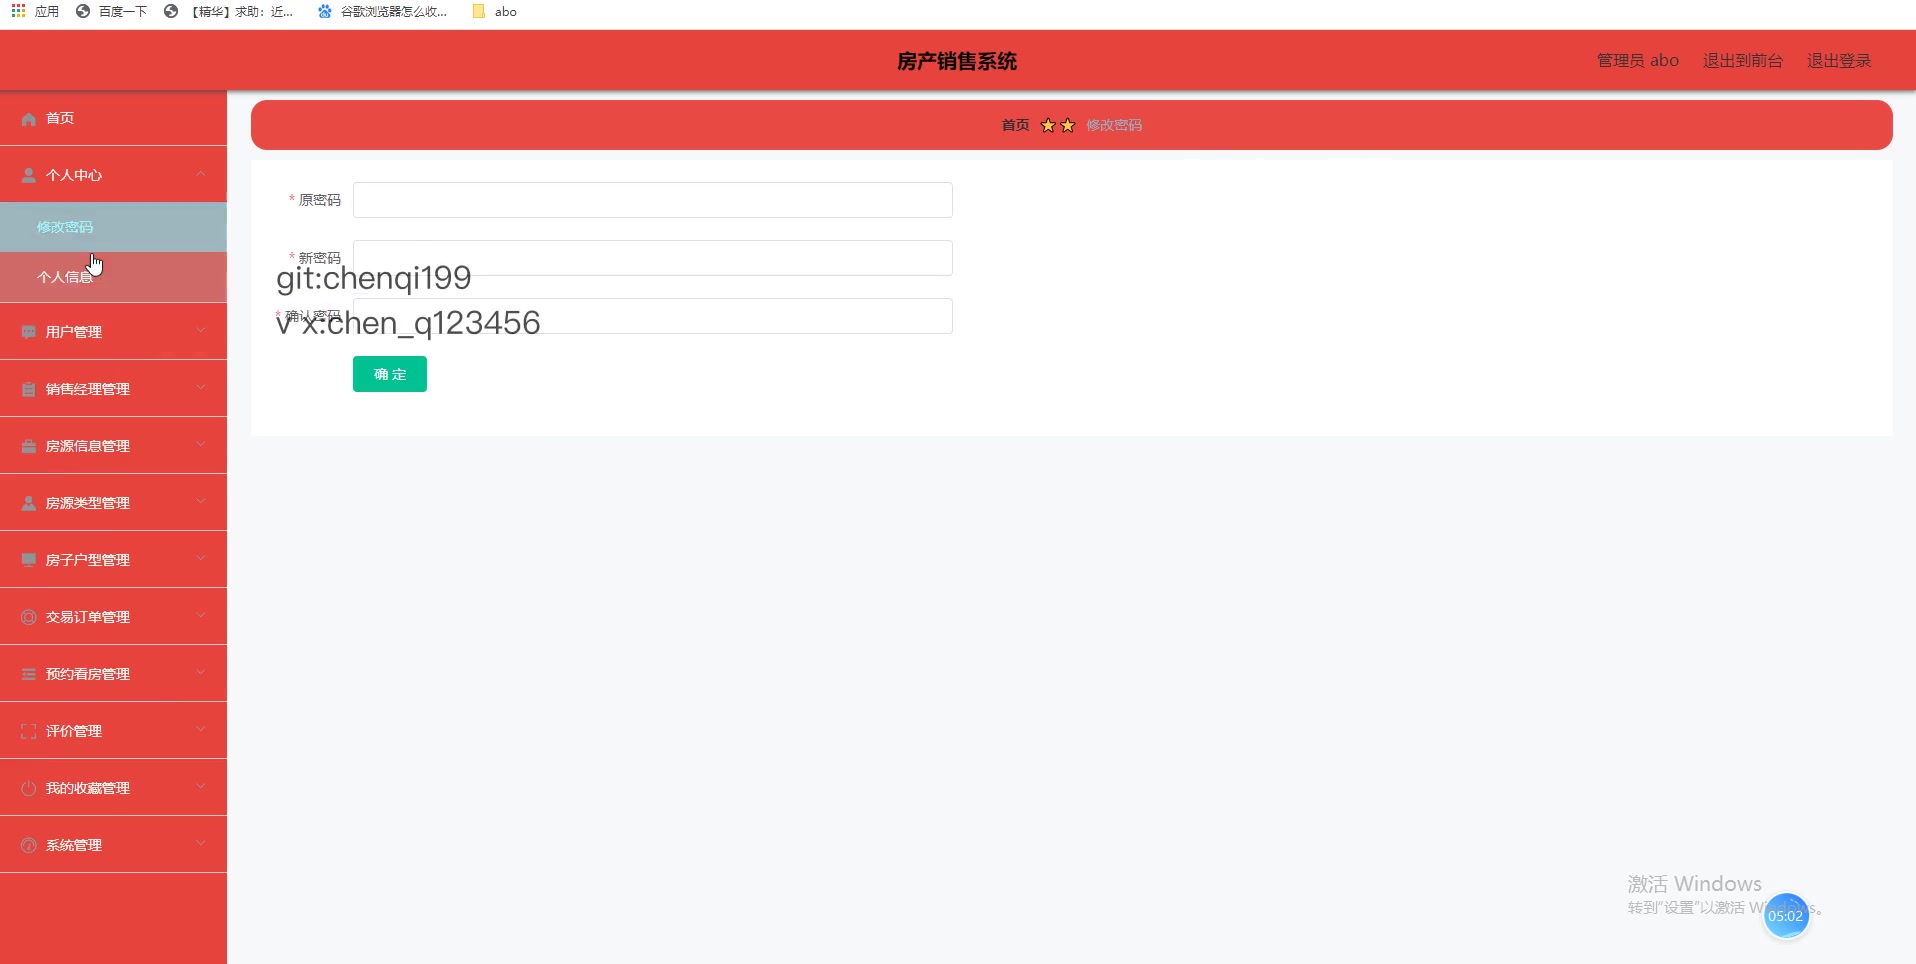 应用 百度一下 【精华】求助：近... 谷歌浏览器怎么收... abo
房产销售系统
管理员 abo 退出到前台 退出登录
首页
个人中心
修改密码
个人信息
用户管理
销售经理管理
房源信息管理
房源类型管理
房子户型管理
交易订单管理
预约看房管理
评价管理
我的收藏管理
系统管理
首页 修改密码
* 原密码
* 新密码
git:chenqi199
* 确认密码
v x:chen_q123456
确 定
激活 Windows
转到“设置”以激活 Windows。
05:02